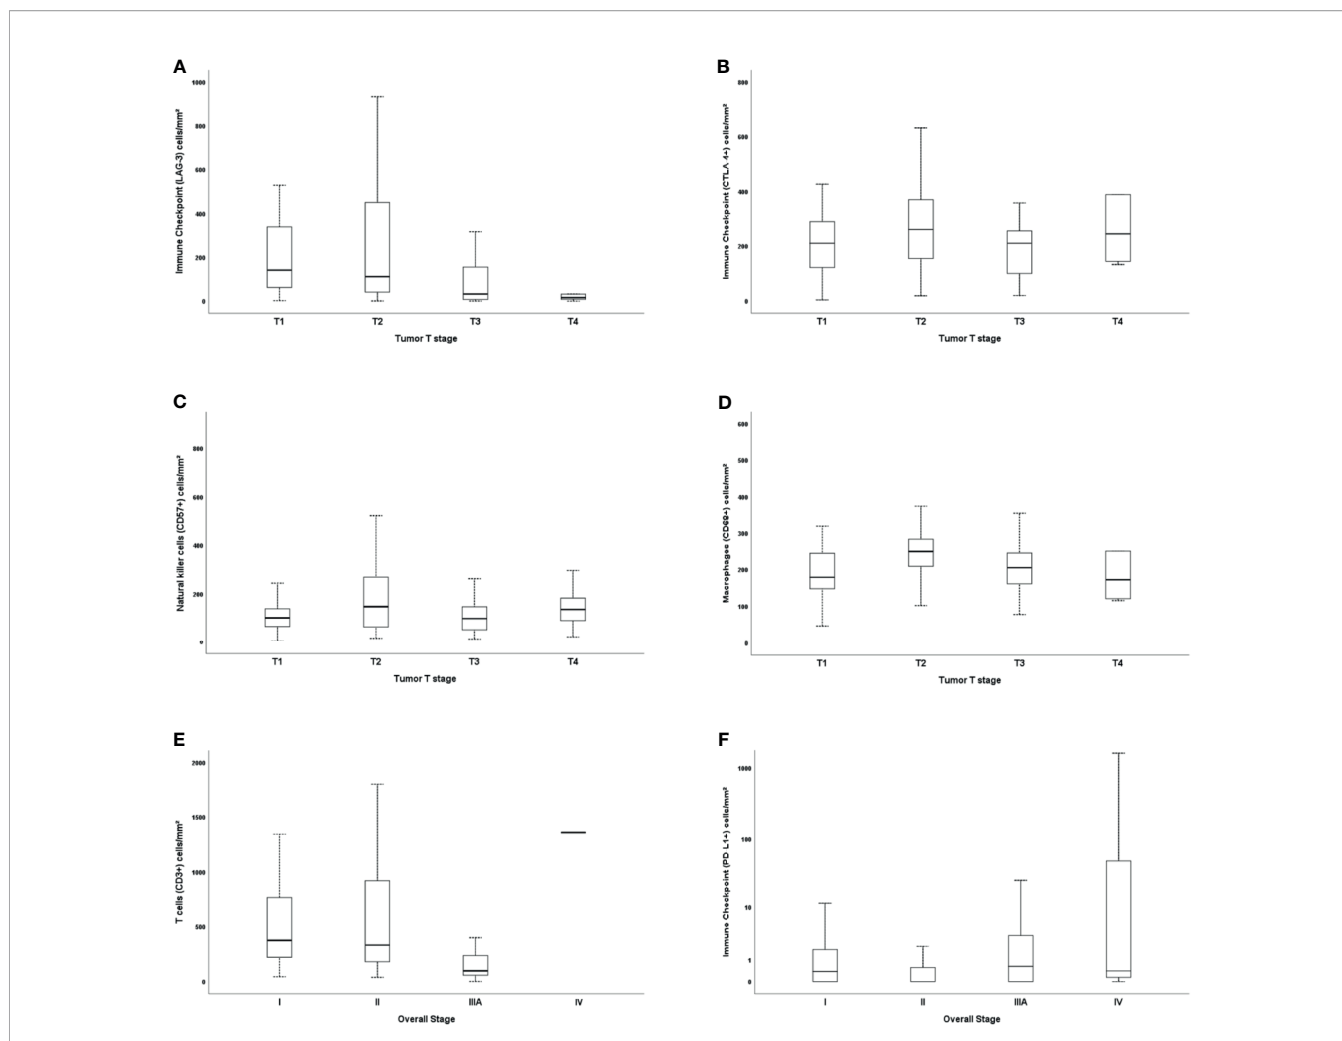 A
Immune Checkpoint (LAG-3) cells/mm²
1000
800
600
400
200
0
T1 T2 T3 T4
Tumor T stage
B
Immune Checkpoint (CTLA 4+) cells/mm²
800
600
400
200
0
T1 T2 T3 T4
Tumor T stage
C
Natural killer cells (CD57+) cells/mm²
800
600
400
200
0
T1 T2 T3 T4
Tumor T stage
D
Macrophages (CD68+) cells/mm²
600
500
400
300
200
100
0
T1 T2 T3 T4
Tumor T stage
E
T cells (CD3+) cells/mm²
2000
1500
1000
500
0
I II IIIA IV
Overall Stage
F
Immune Checkpoint (PD L1+) cells/mm²
1000
100
10
1
0
I II IIIA IV
Overall Stage